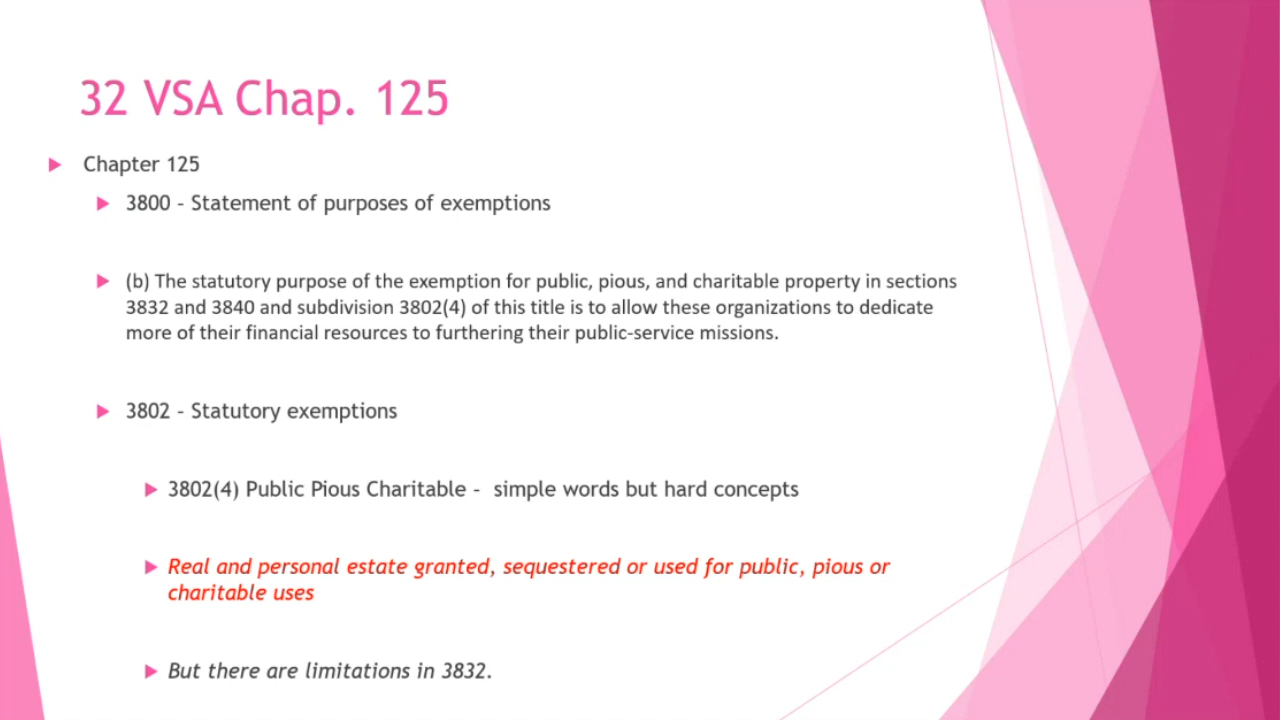 32 VSA Chap. 125
Chapter 125
3800 - Statement of purposes of exemptions
(b) The statutory purpose of the exemption for public, pious, and charitable property in sections
3832 and 3840 and subdivision 3802(4) of this title is to allow these organizations to dedicate
more of their financial resources to furthering their public-service missions.
3802 - Statutory exemptions
3802(4) Public Pious Charitable -  simple words but hard concepts
Real and personal estate granted, sequestered or used for public, pious or
charitable uses
But there are limitations in 3832.